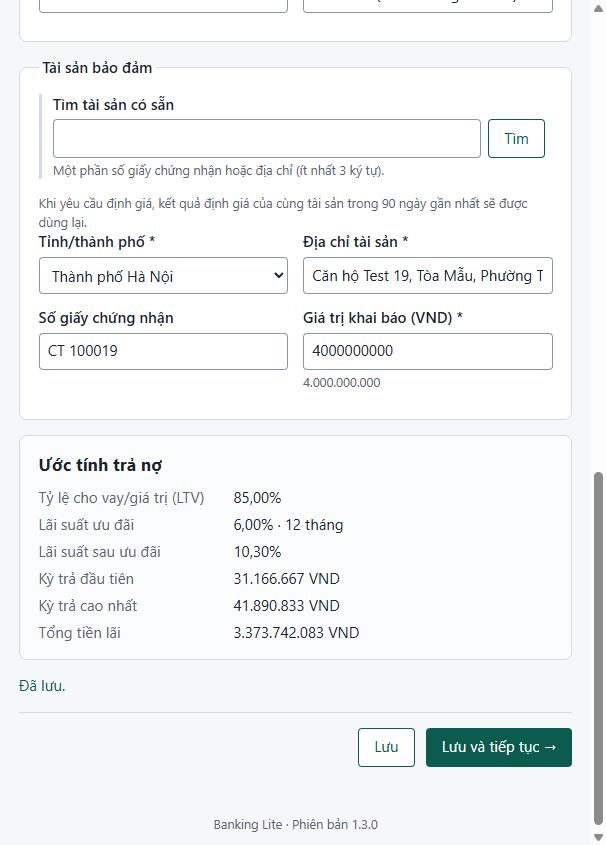 Tài sản bảo đảm
Tìm tài sản có sẵn
Tìm
Một phần số giấy chứng nhận hoặc địa chỉ (ít nhất 3 ký tự).
Khi yêu cầu định giá, kết quả định giá của cùng tài sản trong 90 ngày gần nhất sẽ được
dùng lại.
Tỉnh/thành phố *
Địa chỉ tài sản *
Thành phố Hà Nội
Căn hộ Test 19, Tòa Mẫu, Phường T
Số giấy chứng nhận
Giá trị khai báo (VND) *
CT 100019
4000000000
4.000.000.000
Ước tính trả nợ
Tỷ lệ cho vay/giá trị (LTV) 85,00%
Lãi suất ưu đãi 6,00% · 12 tháng
Lãi suất sau ưu đãi 10,30%
Kỳ trả đầu tiên 31.166.667 VND
Kỳ trả cao nhất 41.890.833 VND
Tổng tiền lãi 3.373.742.083 VND
Đã lưu.
Lưu
Lưu và tiếp tục →
Banking Lite · Phiên bản 1.3.0